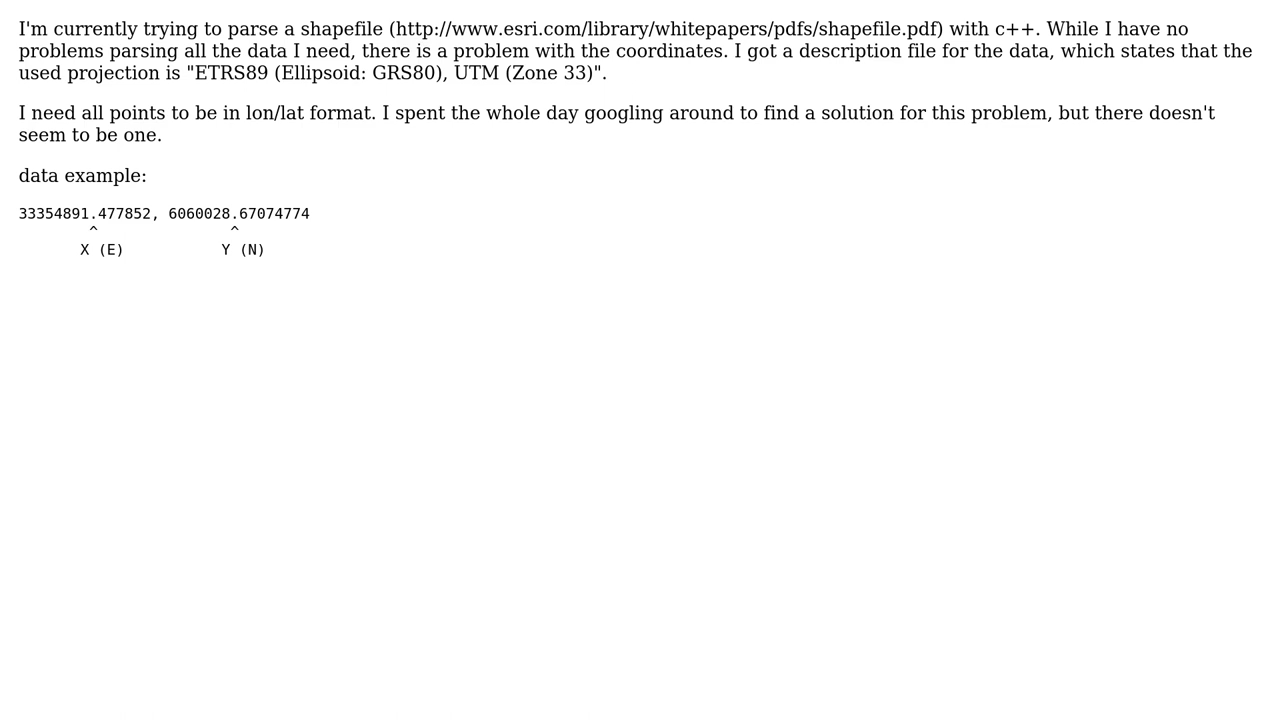 I'm currently trying to parse a shapefile (http://www.esri.com/library/whitepapers/pdfs/shapefile.pdf) with c++. While I have no
problems parsing all the data I need, there is a problem with the coordinates. I got a description file for the data, which states that the
used projection is "ETRS89 (Ellipsoid: GRS80), UTM (Zone 33)".
I need all points to be in lon/lat format. I spent the whole day googling around to find a solution for this problem, but there doesn't
seem to be one.
data example:
33354891.477852, 6060028.67074774
^ ^
X (E) Y (N)